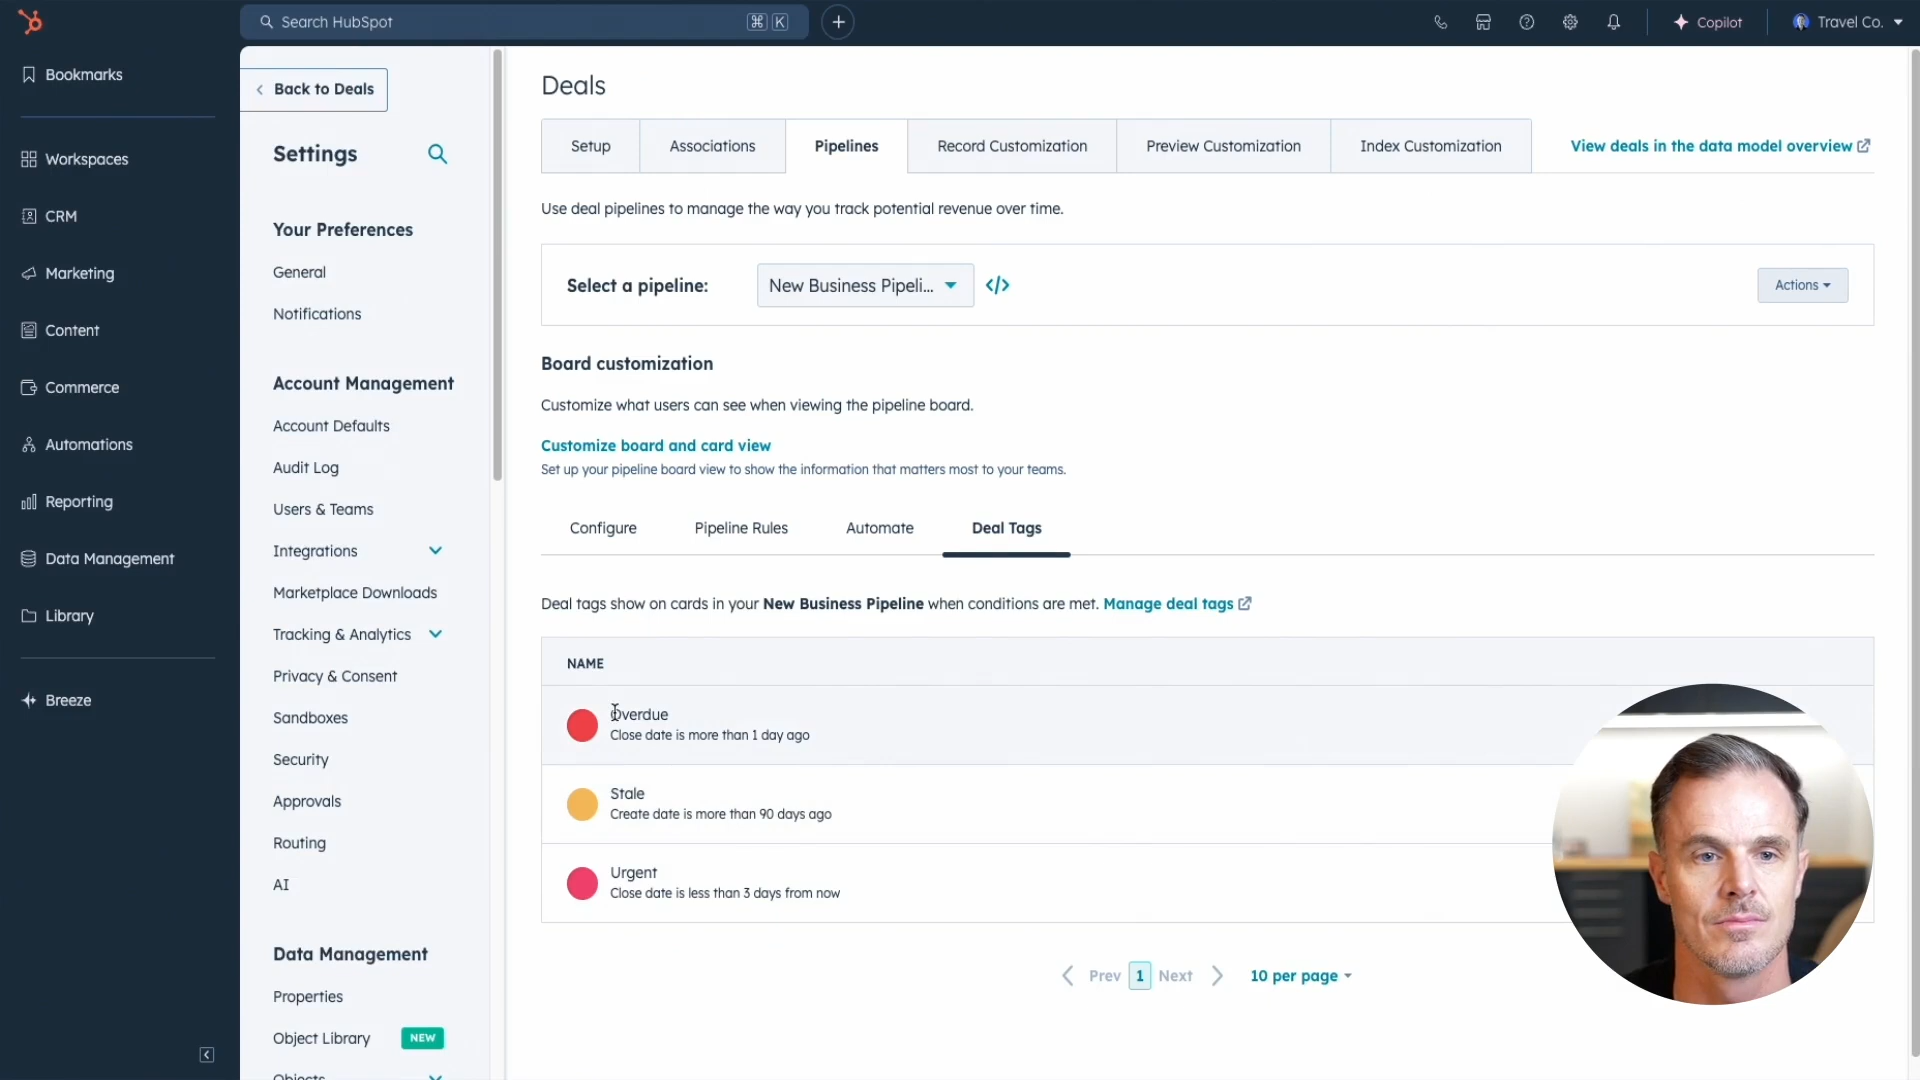 Search HubSpot
⌘ K
Copilot
Travel Co.
Bookmarks
Workspaces
CRM
Marketing
Content
Commerce
Automations
Reporting
Data Management
Library
Breeze
Back to Deals
Settings
Your Preferences
General
Notifications
Account Management
Account Defaults
Audit Log
Users & Teams
Integrations
Marketplace Downloads
Tracking & Analytics
Privacy & Consent
Sandboxes
Security
Approvals
Routing
AI
Data Management
Properties
Object Library NEW
Objects
Deals
Setup
Associations
Pipelines
Record Customization
Preview Customization
Index Customization
View deals in the data model overview
Use deal pipelines to manage the way you track potential revenue over time.
Select a pipeline:
New Business Pipeli...
</>
Actions
Board customization
Customize what users can see when viewing the pipeline board.
Customize board and card view
Set up your pipeline board view to show the information that matters most to your teams.
Configure
Pipeline Rules
Automate
Deal Tags
Deal tags show on cards in your New Business Pipeline when conditions are met. Manage deal tags
NAME
Overdue
Close date is more than 1 day ago
Stale
Create date is more than 90 days ago
Urgent
Close date is less than 3 days from now
Prev 1 Next
10 per page